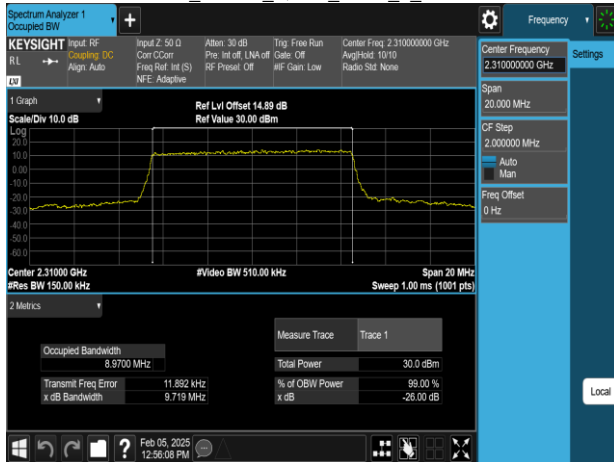 Spectrum Analyzer 1
Occupied BW
Frequency
KEYSIGHT
Input: RF
Coupling: DC
Align: Auto
Input Z: 50 Ω
Corr CCorr
Freq Ref: Int (S)
NFE: Adaptive
Atten: 30 dB
Pre: Int off, LNA off
RF Preset: Off
Trig: Free Run
Gate: Off
#IF Gain: Low
Center Freq: 2.310000000 GHz
Avg|Hold: 10/10
Radio Std: None
RL
LXI
1 Graph
Scale/Div 10.0 dB
Ref Lvl Offset 14.89 dB
Ref Value 30.00 dBm
Log
20.0
10.0
0.00
-10.0
-20.0
-30.0
-40.0
-50.0
-60.0
Center 2.31000 GHz
#Video BW 510.00 kHz
Span 20 MHz
#Res BW 150.00 kHz
Sweep 1.00 ms (1001 pts)
2 Metrics
Measure Trace
Trace 1
Occupied Bandwidth
8.9700 MHz
Total Power
30.0 dBm
Transmit Freq Error
11.892 kHz
% of OBW Power
99.00 %
x dB Bandwidth
9.719 MHz
x dB
-26.00 dB
Center Frequency
2.310000000 GHz
Settings
Span
20.000 MHz
CF Step
2.000000 MHz
Auto
Man
Freq Offset
0 Hz
Local
?
Feb 05, 2025
12:56:08 PM